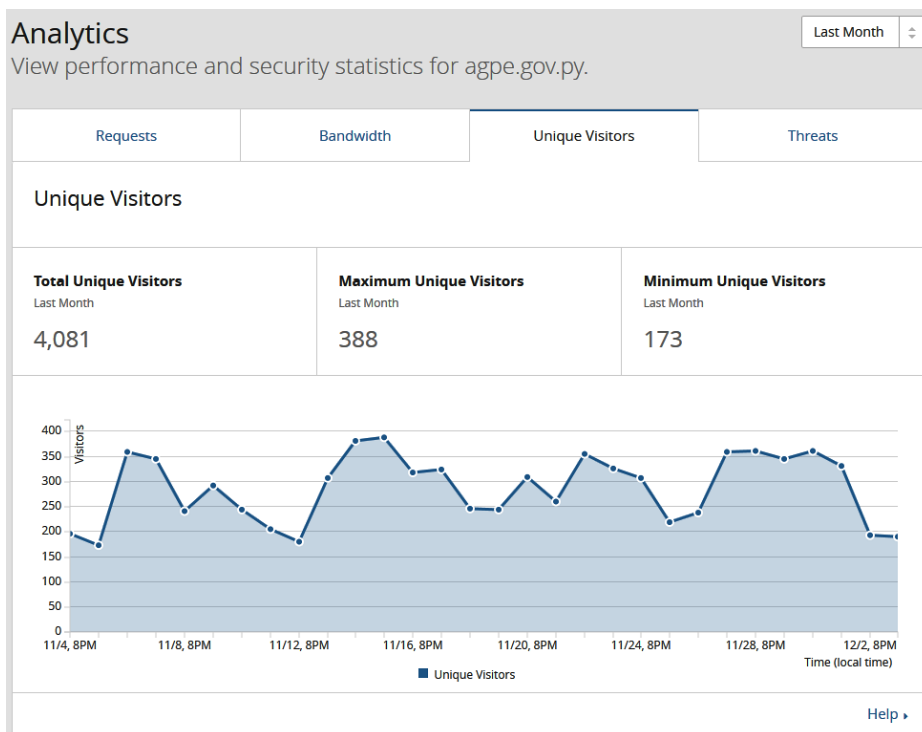 Analytics
Last Month
View performance and security statistics for agpe.gov.py.
Requests
Bandwidth
Unique Visitors
Threats
Unique Visitors
Total Unique Visitors
Last Month
4,081
Maximum Unique Visitors
Last Month
388
Minimum Unique Visitors
Last Month
173
Visitors
400
350
300
250
200
150
100
50
0
11/4, 8PM 11/8, 8PM 11/12, 8PM 11/16, 8PM 11/20, 8PM 11/24, 8PM 11/28, 8PM 12/2, 8PM
Time (local time)
Unique Visitors
Help